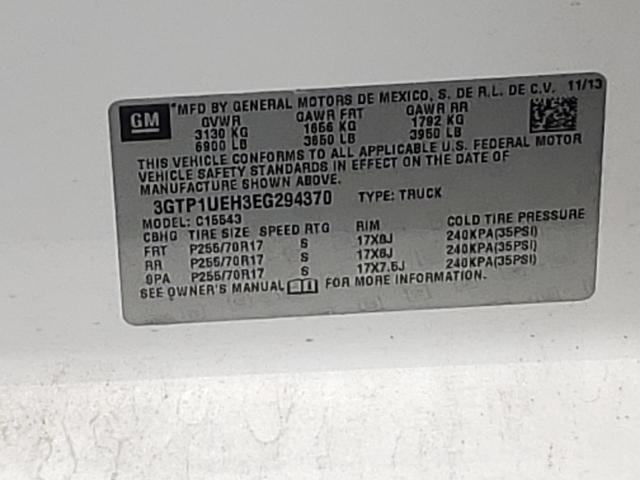 GM
*MFD BY GENERAL MOTORS DE MEXICO, S. DE R.L. DE C.V. 11/13
GVWR GAWR FRT GAWR RR
3130 KG 1656 KG 1792 KG
6900 LB 3650 LB 3950 LB
THIS VEHICLE CONFORMS TO ALL APPLICABLE U.S. FEDERAL MOTOR
VEHICLE SAFETY STANDARDS IN EFFECT ON THE DATE OF
MANUFACTURE SHOWN ABOVE.
3GTP1UEH3EG294370 TYPE: TRUCK
MODEL: C15543
CBHG TIRE SIZE SPEED RTG RIM COLD TIRE PRESSURE
FRT P255/70R17 S 17X8J 240KPA(35PSI)
RR P255/70R17 S 17X8J 240KPA(35PSI)
SPA P255/70R17 S 17X7.5J 240KPA(35PSI)
SEE OWNER'S MANUAL FOR MORE INFORMATION.